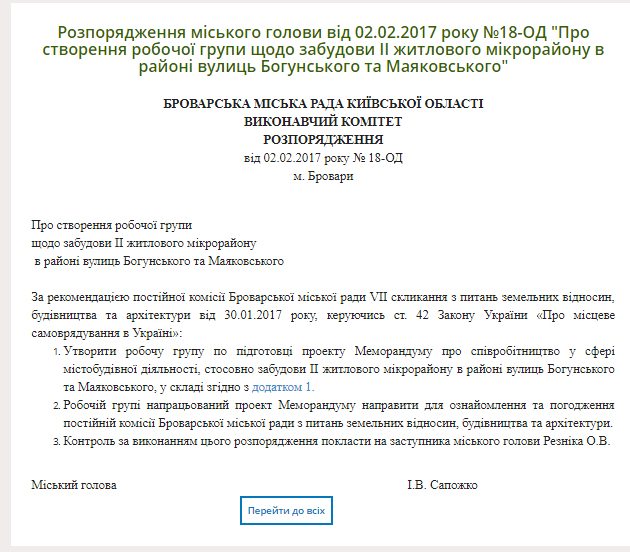 Розпорядження міського голови від 02.02.2017 року №18-ОД "Про
створення робочої групи щодо забудови ІІ житлового мікрорайону в
районі вулиць Богунського та Маяковського"
БРОВАРСЬКА МІСЬКА РАДА КИЇВСЬКОЇ ОБЛАСТІ
ВИКОНАВЧИЙ КОМІТЕТ
РОЗПОРЯДЖЕННЯ
від 02.02.2017 року № 18-ОД
м. Бровари
Про створення робочої групи
щодо забудови ІІ житлового мікрорайону
в районі вулиць Богунського та Маяковського
За рекомендацією постійної комісії Броварської міської ради VII скликання з питань земельних відносин,
будівництва та архітектури від 30.01.2017 року, керуючись ст. 42 Закону України «Про місцеве
самоврядування в Україні»:
1. Утворити робочу групу по підготовці проекту Меморандуму про співробітництво у сфері
містобудівної діяльності, стосовно забудови ІІ житлового мікрорайону в районі вулиць Богунського
та Маяковського, у складі згідно з додатком 1.
2. Робочій групі напрацьований проект Меморандуму направити для ознайомлення та погодження
постійній комісії Броварської міської ради з питань земельних відносин, будівництва та архітектури.
3. Контроль за виконанням цього розпорядження покласти на заступника міського голови Резніка О.В.
Міський голова І.В. Сапожко
Перейти до всіх